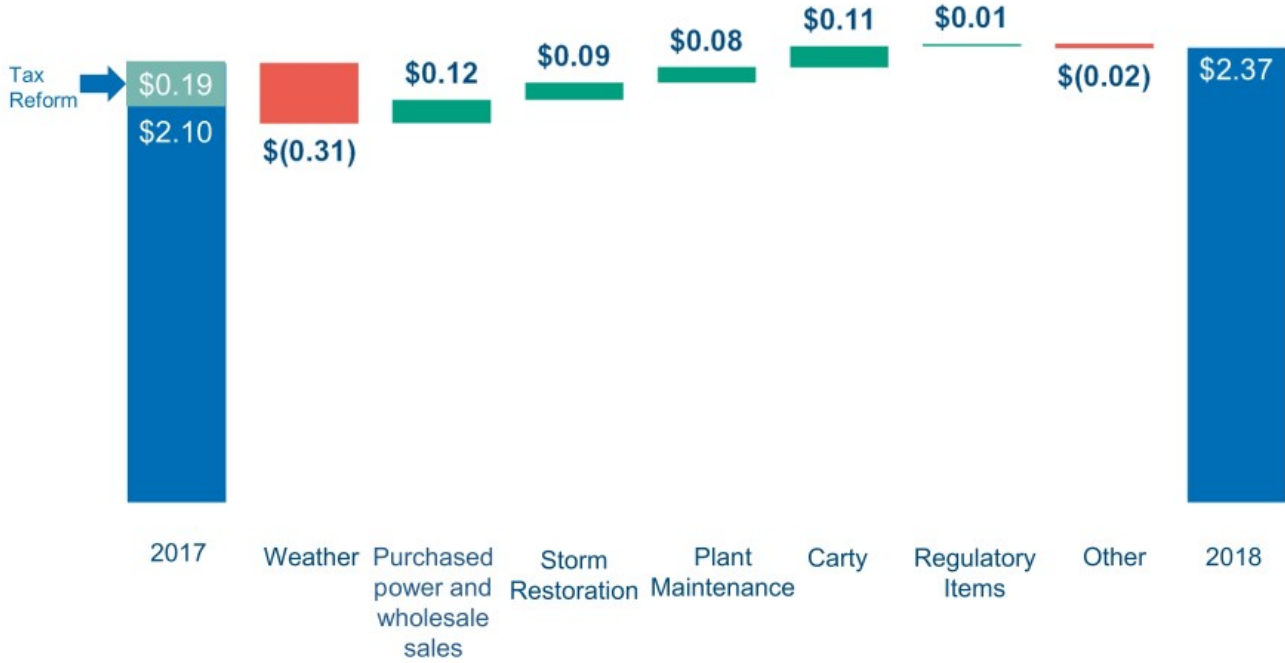 Tax
Reform
$0.19
$2.10
$(0.31)
$0.12
$0.09
$0.08
$0.11
$0.01
$(0.02)
$2.37
2017
Weather
Purchased
power and
wholesale
sales
Storm
Restoration
Plant
Maintenance
Carty
Regulatory
Items
Other
2018